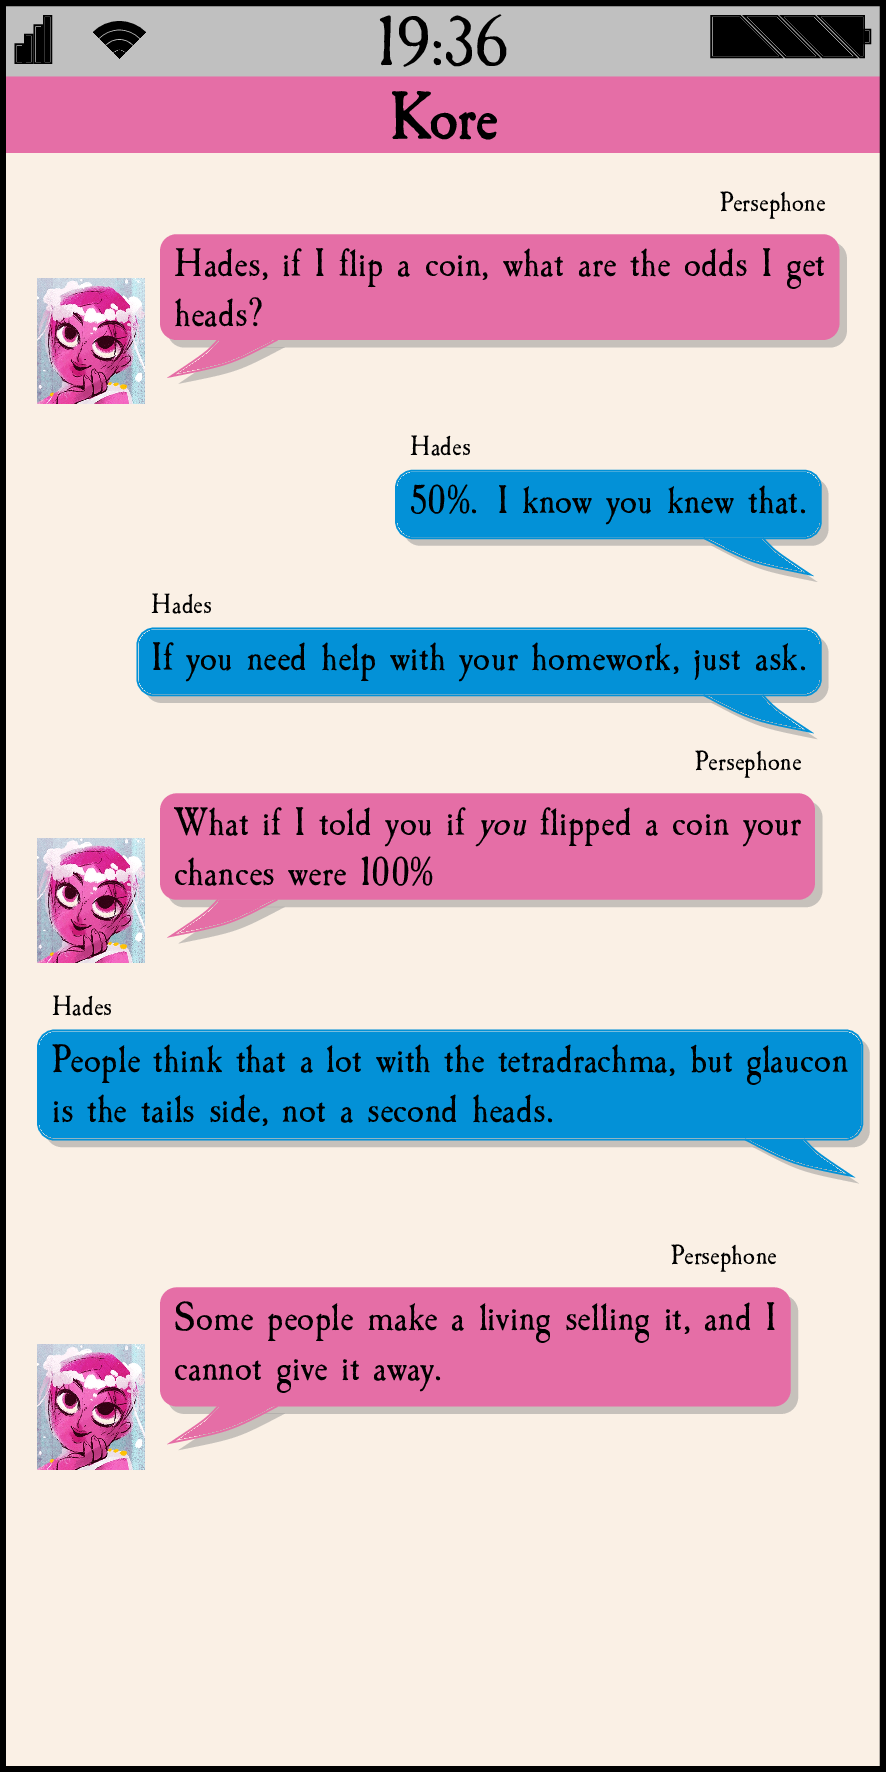 19:36
Kore
Persephone
Hades, if I flip a coin, what are the odds I get
heads?
Hades
50%. I know you knew that.
Hades
If you need help with your homework, just ask.
Persephone
What if I told you if you flipped a coin your
chances were 100%
Hades
People think that a lot with the tetradrachma, but glaucon
is the tails side, not a second heads.
Persephone
Some people make a living selling it, and I
cannot give it away.